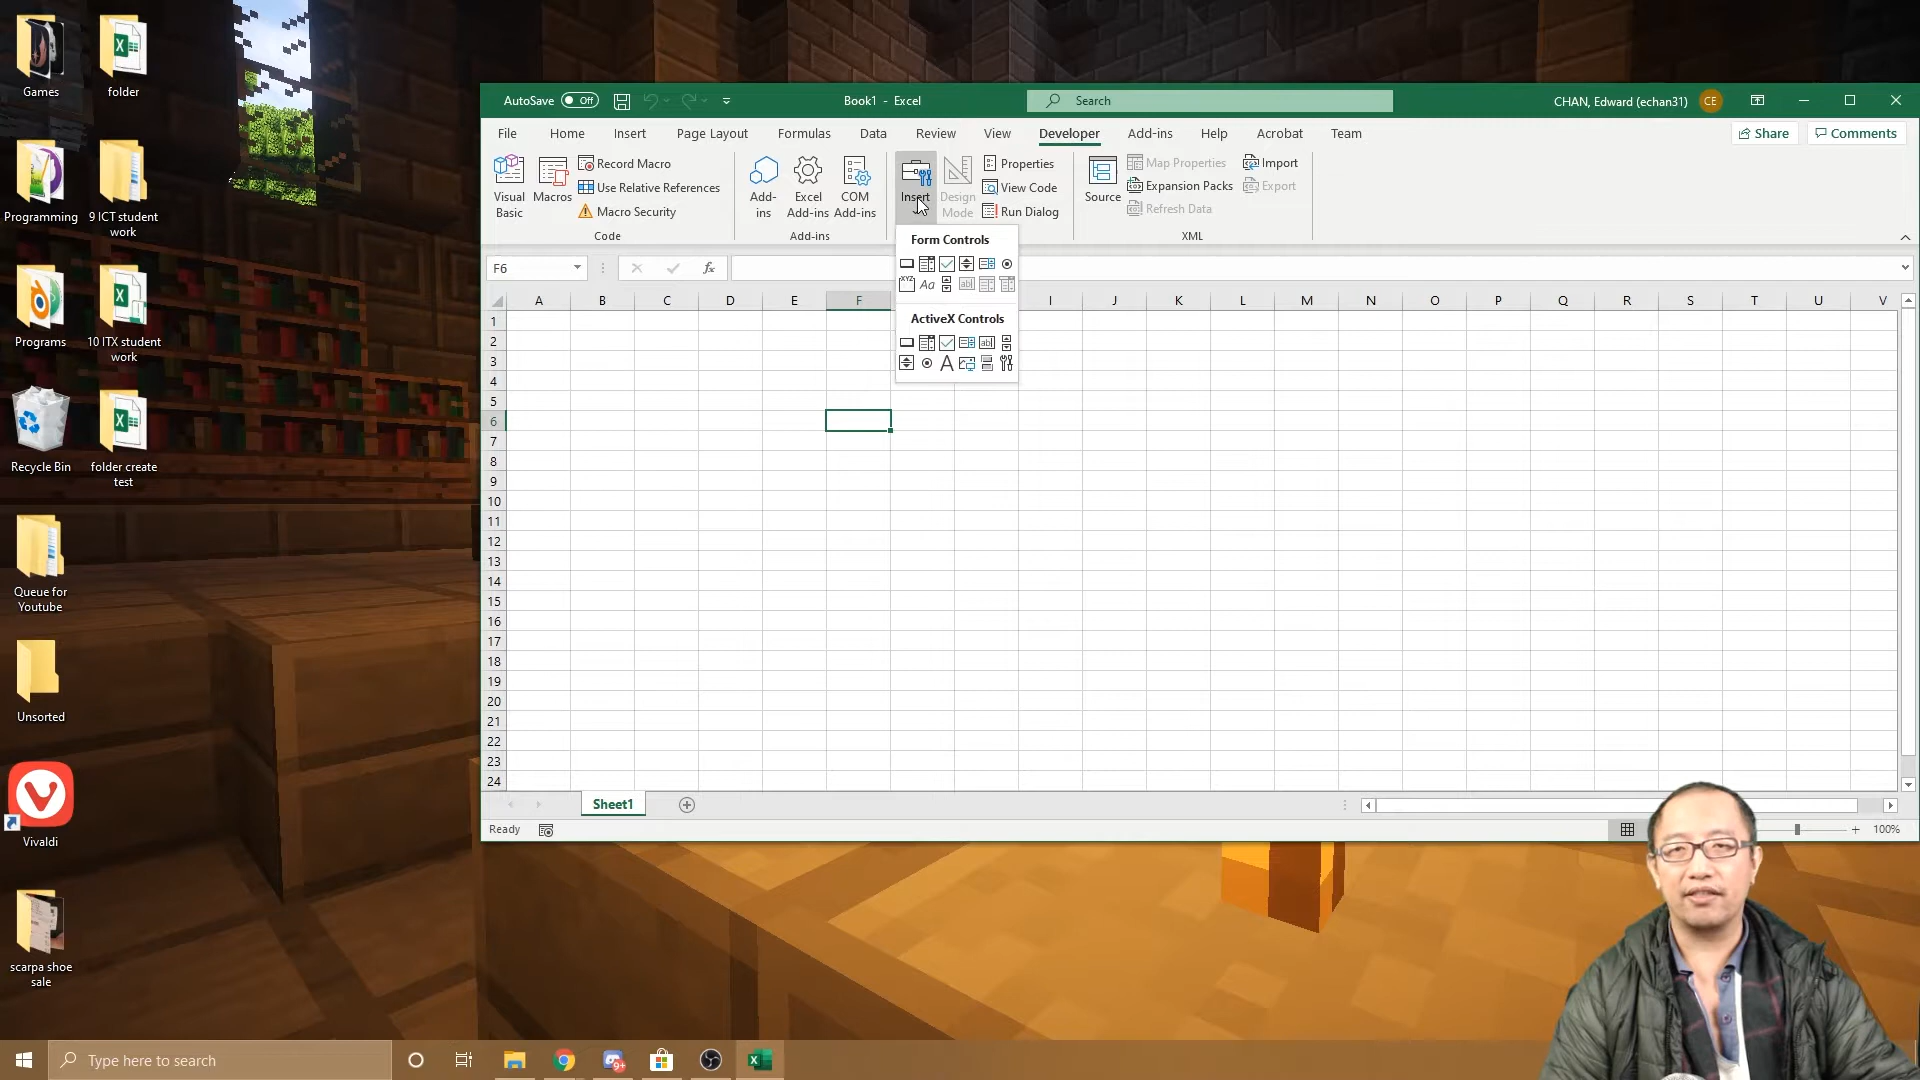 Games
folder
Programming
9 ICT student
work
Programs
10 ITX student
work
Recycle Bin
folder create
test
Queue for
Youtube
Unsorted
Vivaldi
scarpa shoe
sale
AutoSave Off
Book1 - Excel
Search
CHAN, Edward (echan31) CE
File Home Insert Page Layout Formulas Data Review View Developer Add-ins Help Acrobat Team
Share Comments
Visual
Basic
Macros
Record Macro
Use Relative References
Macro Security
Code
Add-
ins
Excel
Add-ins
COM
Add-ins
Add-ins
Insert
Design
Mode
Properties
View Code
Run Dialog
Source
Map Properties
Expansion Packs
Refresh Data
Import
Export
XML
F6
fx
Form Controls
XYZ Aa ab|
ActiveX Controls
ab|
A
A B C D E F I J K L M N O P Q R S T U V
1
2
3
4
5
6
7
8
9
10
11
12
13
14
15
16
17
18
19
20
21
22
23
24
Sheet1
Ready
100%
Type here to search
9+